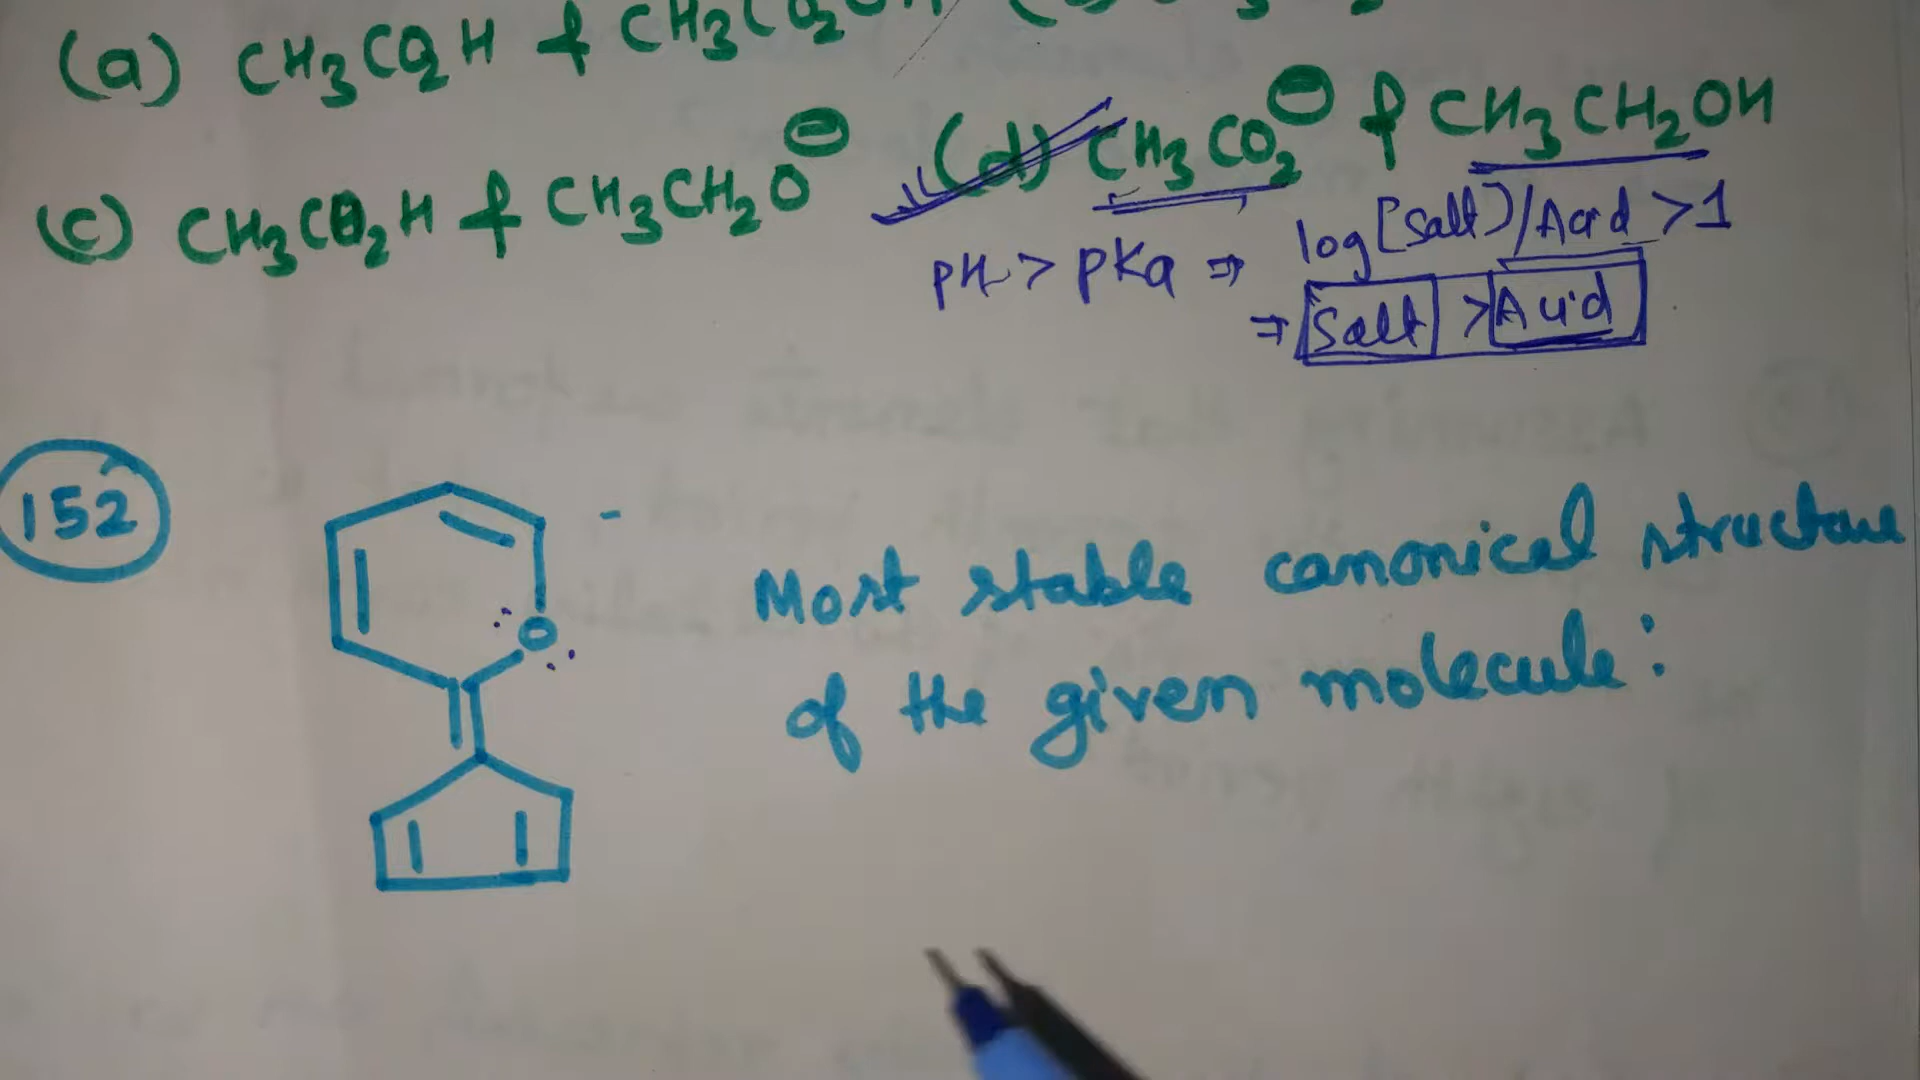 (a) CH3CO2H & CH3CO2
(c) CH3CO2H & CH3CH2O⊖ (d) CH3CO2⊖ & CH3CH2OH
pH > pKa ⇒ log[Salt]/Acid >1
⇒ Salt > Acid
152
O
Most stable canonical structure
of the given molecule: